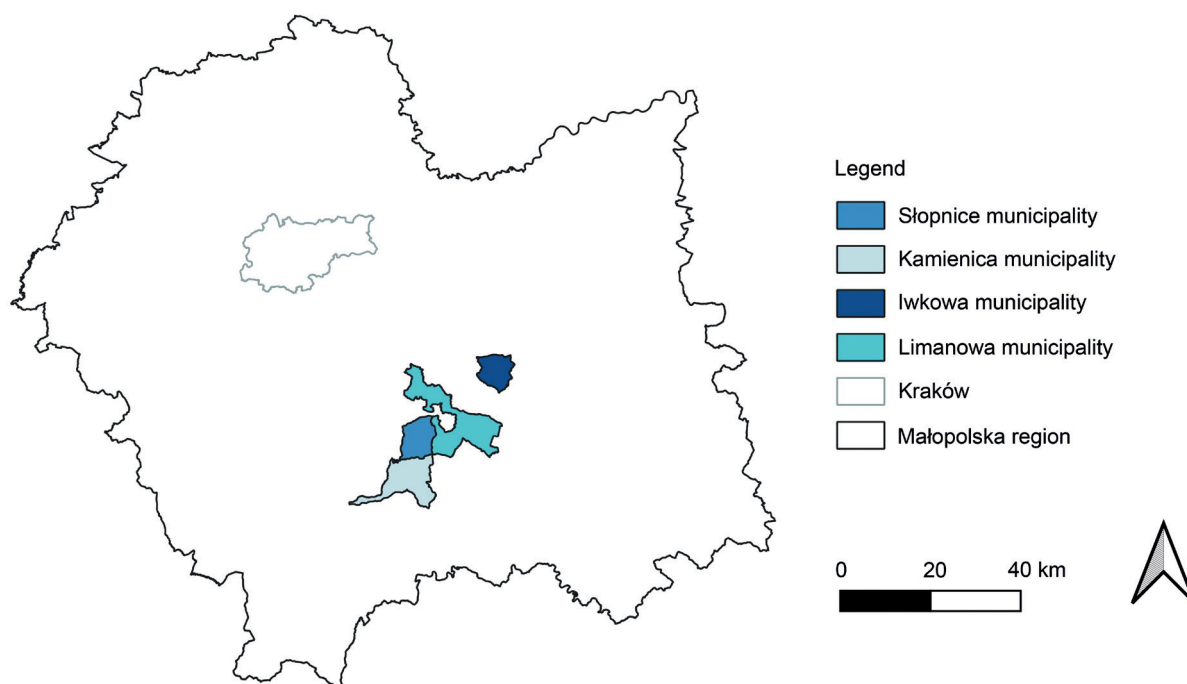 Legend
Słopnice municipality
Kamienica municipality
Iwkowa municipality
Limanowa municipality
Kraków
Małopolska region
0 20 40 km